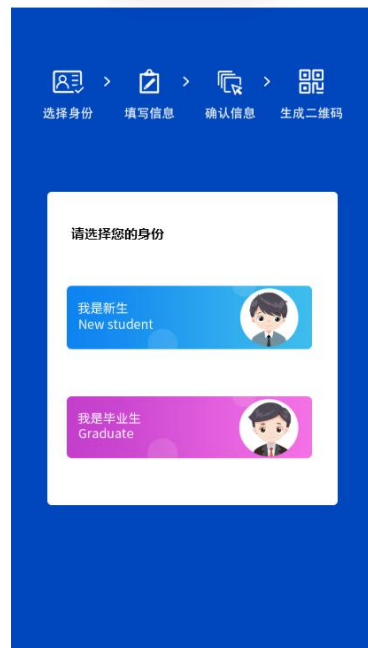 选择身份 > 填写信息 > 确认信息 > 生成二维码
请选择您的身份
我是新生
New student
我是毕业生
Graduate